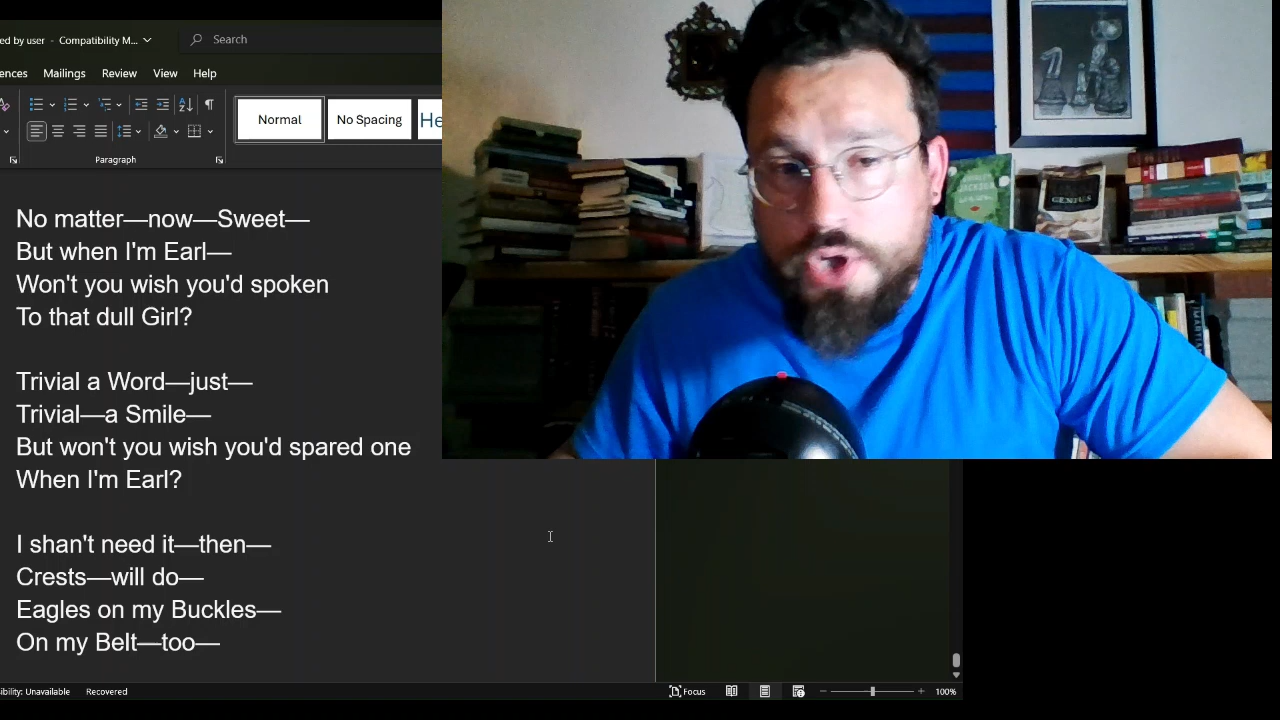 ed by user - Compatibility M...
Search
ences Mailings Review View Help
Normal
No Spacing
He
Paragraph
No matter—now—Sweet—
But when I'm Earl—
Won't you wish you'd spoken
To that dull Girl?
Trivial a Word—just—
Trivial—a Smile—
But won't you wish you'd spared one
When I'm Earl?
I shan't need it—then—
Crests—will do—
Eagles on my Buckles—
On my Belt—too—
JACKSON
GENIUS
MARTIN
ibility: Unavailable
Recovered
Focus
100%